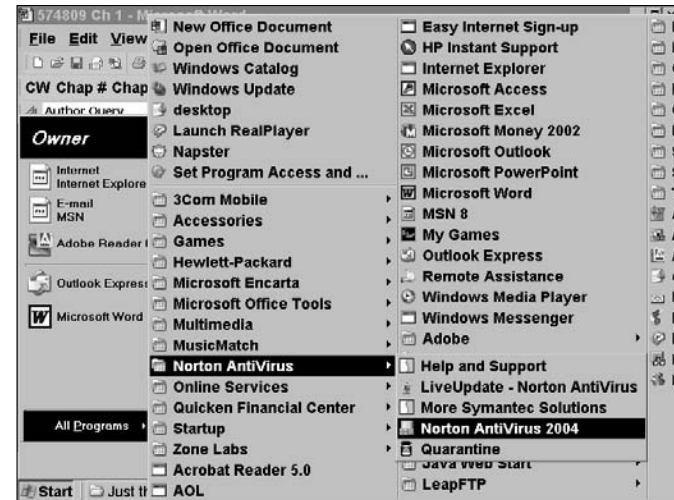 574809 Ch 1 - Microsoft Word
File Edit View
CW Chap # Chap
Author Query
Owner
Internet
Internet Explore
E-mail
MSN
Adobe Reader
Outlook Express
Microsoft Word
All Programs
Start
Just th
New Office Document
Open Office Document
Windows Catalog
Windows Update
desktop
Launch RealPlayer
Napster
Set Program Access and ...
3Com Mobile
Accessories
Games
Hewlett-Packard
Microsoft Encarta
Microsoft Office Tools
Multimedia
MusicMatch
Norton AntiVirus
Online Services
Quicken Financial Center
Startup
Zone Labs
Acrobat Reader 5.0
AOL
Easy Internet Sign-up
HP Instant Support
Internet Explorer
Microsoft Access
Microsoft Excel
Microsoft Money 2002
Microsoft Outlook
Microsoft PowerPoint
Microsoft Word
MSN 8
My Games
Outlook Express
Remote Assistance
Windows Media Player
Windows Messenger
Adobe
Help and Support
LiveUpdate - Norton AntiVirus
More Symantec Solutions
Norton AntiVirus 2004
Quarantine
Java Web Start
LeapFTP